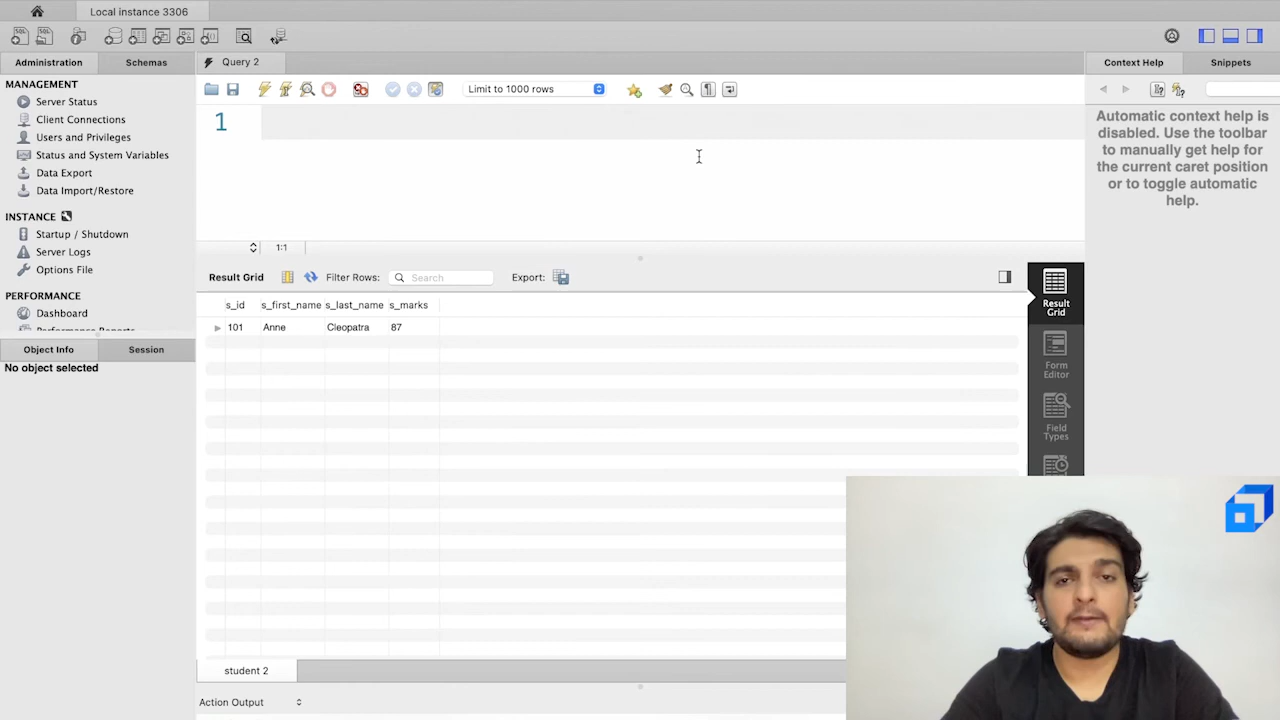 Local instance 3306
Administration Schemas
Query 2
Context Help Snippets
MANAGEMENT
Server Status
Client Connections
Users and Privileges
Status and System Variables
Data Export
Data Import/Restore
INSTANCE
Startup / Shutdown
Server Logs
Options File
PERFORMANCE
Dashboard
Performance Reports
Object Info Session
No object selected
Limit to 1000 rows
1
1:1
Result Grid Filter Rows: Search Export:
s_id s_first_name s_last_name s_marks
101 Anne Cleopatra 87
student 2
Action Output
Result
Grid
Form
Editor
Field
Types
Automatic context help is
disabled. Use the toolbar
to manually get help for
the current caret position
or to toggle automatic
help.